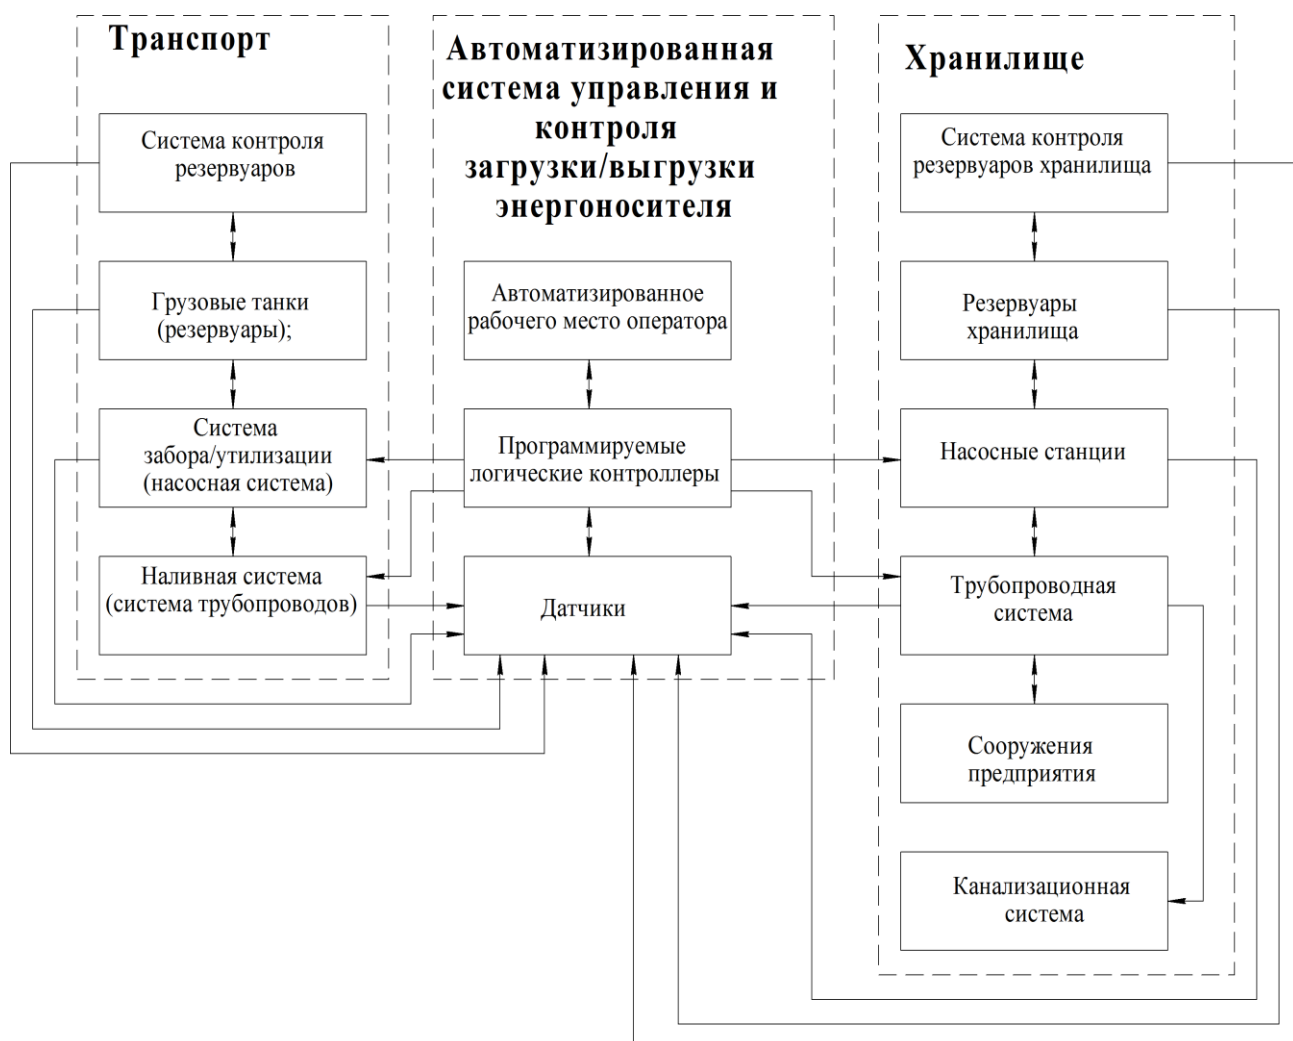 Транспорт
Система контроля
резервуаров
Грузовые танки
(резервуары);
Система
забора/утилизации
(насосная система)
Наливная система
(система трубопроводов)
Автоматизированная
система управления и
контроля
загрузки/выгрузки
энергоносителя
Автоматизированное
рабочего место оператора
Программируемые
логические контроллеры
Датчики
Хранилище
Система контроля
резервуаров хранилища
Резервуары
хранилища
Насосные станции
Трубопроводная
система
Сооружения
предприятия
Канализационная
система